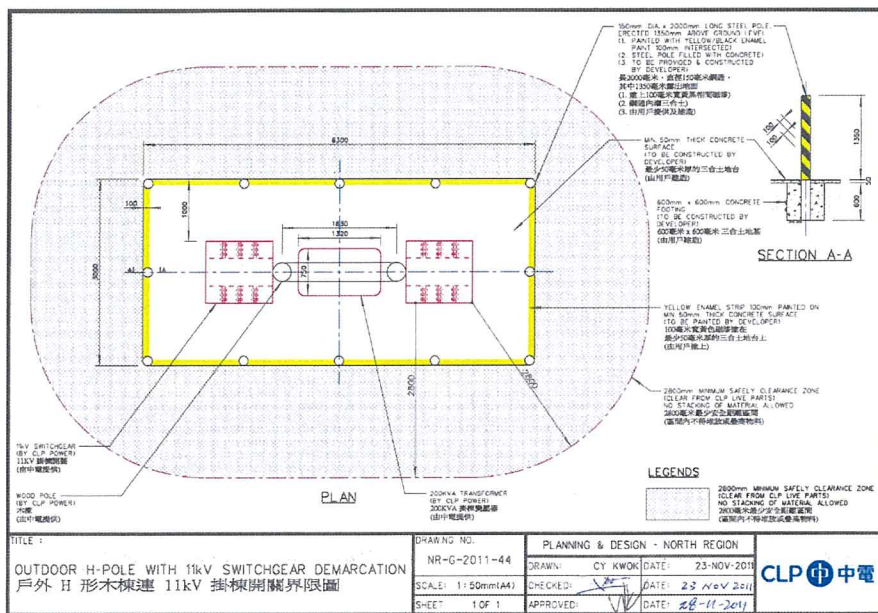 150mm DIA. x 2000mm LONG STEEL POLE,
ERECTED 1350mm ABOVE GROUND LEVEL
(1. PAINTED WITH YELLOW/BLACK ENAMEL
PAINT 100mm INTERSECTED)
(2. STEEL POLE FILLED WITH CONCRETE)
(3. TO BE PROVIDED & CONSTRUCTED
BY DEVELOPER)
長2000毫米，直徑150毫米鋼通，
其中1350毫米露出地面
(1. 塗上100毫米寬黃黑相間磁漆)
(2. 鋼通內灌三合土)
(3. 由用戶提供及建造)
MIN. 50mm THICK CONCRETE
SURFACE
(TO BE CONSTRUCTED BY
DEVELOPER)
最少50毫米厚的三合土地台
(由用戶建造)
600mm x 600mm CONCRETE
FOOTING
(TO BE CONSTRUCTED BY
DEVELOPER)
600毫米 x 600毫米 三合土地基
(由用戶建造)
100
100
1350
50
600
SECTION A-A
6300
100
1000
1830
1320
750
3000
A
A
2800
2800
YELLOW ENAMEL STRIP 100mm PAINTED ON
MIN. 50mm THICK CONCRETE SURFACE
(TO BE PAINTED BY DEVELOPER)
100毫米寬黃色磁漆塗在
最少50毫米厚的三合土地台上
(由用戶塗上)
2800mm MINIMUM SAFELY CLEARANCE ZONE
(CLEAR FROM CLP LIVE PARTS)
NO STACKING OF MATERIAL ALLOWED
2800毫米最少安全距離區間
(區間內不得堆放或疊高物料)
11kV SWITCHGEAR
(BY CLP POWER)
11KV 掛棟開關
(由中電提供)
WOOD POLE
(BY CLP POWER)
木棟
(由中電提供)
PLAN
200KVA TRANSFORMER
(BY CLP POWER)
200KVA 掛棟變壓器
(由中電提供)
LEGENDS
2800mm MINIMUM SAFELY CLEARANCE ZONE
(CLEAR FROM CLP LIVE PARTS)
NO STACKING OF MATERIAL ALLOWED
2800毫米最少安全距離區間
(區間內不得堆放或疊高物料)
TITLE :
OUTDOOR H-POLE WITH 11kV SWITCHGEAR DEMARCATION
戶外 H 形木棟連 11kV 掛棟開關界限圖
DRAWING NO.
NR-G-2011-44
SCALE: 1:50mm(A4)
SHEET 1 OF 1
PLANNING & DESIGN - NORTH REGION
DRAWN: CY KWOK DATE: 23-NOV-2011
CHECKED: DATE: 23 NOV 2011
APPROVED: DATE: 28-11-2011
CLP 中電